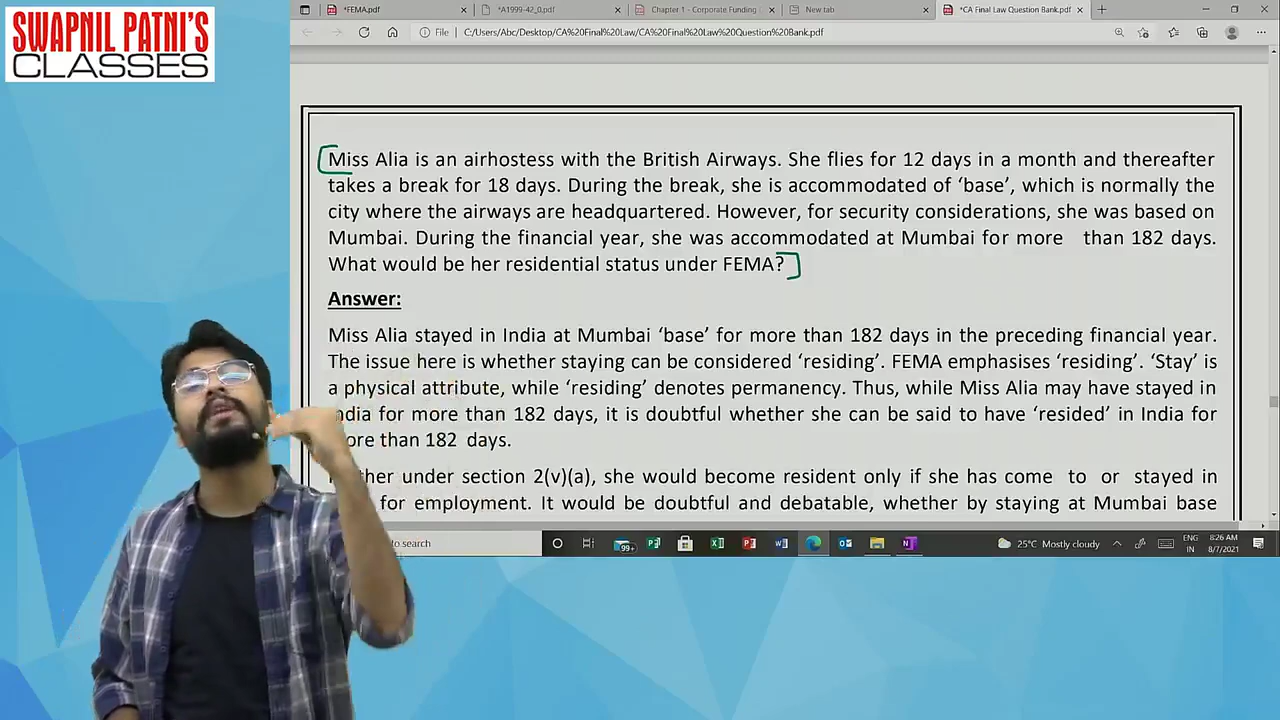 SWAPNIL PATNI'S
CLASSES
*FEMA.pdf
*A1999-42_0.pdf
Chapter 1 - Corporate Funding
New tab
*CA Final Law Question Bank.pdf
File C:/Users/Abc/Desktop/CA%20Final%20Law/CA%20Final%20Law%20Question%20Bank.pdf
Miss Alia is an airhostess with the British Airways. She flies for 12 days in a month and thereafter
takes a break for 18 days. During the break, she is accommodated of ‘base’, which is normally the
city where the airways are headquartered. However, for security considerations, she was based on
Mumbai. During the financial year, she was accommodated at Mumbai for more than 182 days.
What would be her residential status under FEMA?
Answer:
Miss Alia stayed in India at Mumbai ‘base’ for more than 182 days in the preceding financial year.
The issue here is whether staying can be considered ‘residing’. FEMA emphasises ‘residing’. ‘Stay’ is
a physical attribute, while ‘residing’ denotes permanency. Thus, while Miss Alia may have stayed in
India for more than 182 days, it is doubtful whether she can be said to have ‘resided’ in India for
more than 182 days.
under section 2(v)(a), she would become resident only if she has come to or stayed in
for employment. It would be doubtful and debatable, whether by staying at Mumbai base
to search
99+
25°C Mostly cloudy
ENG
IN
8:26 AM
8/7/2021